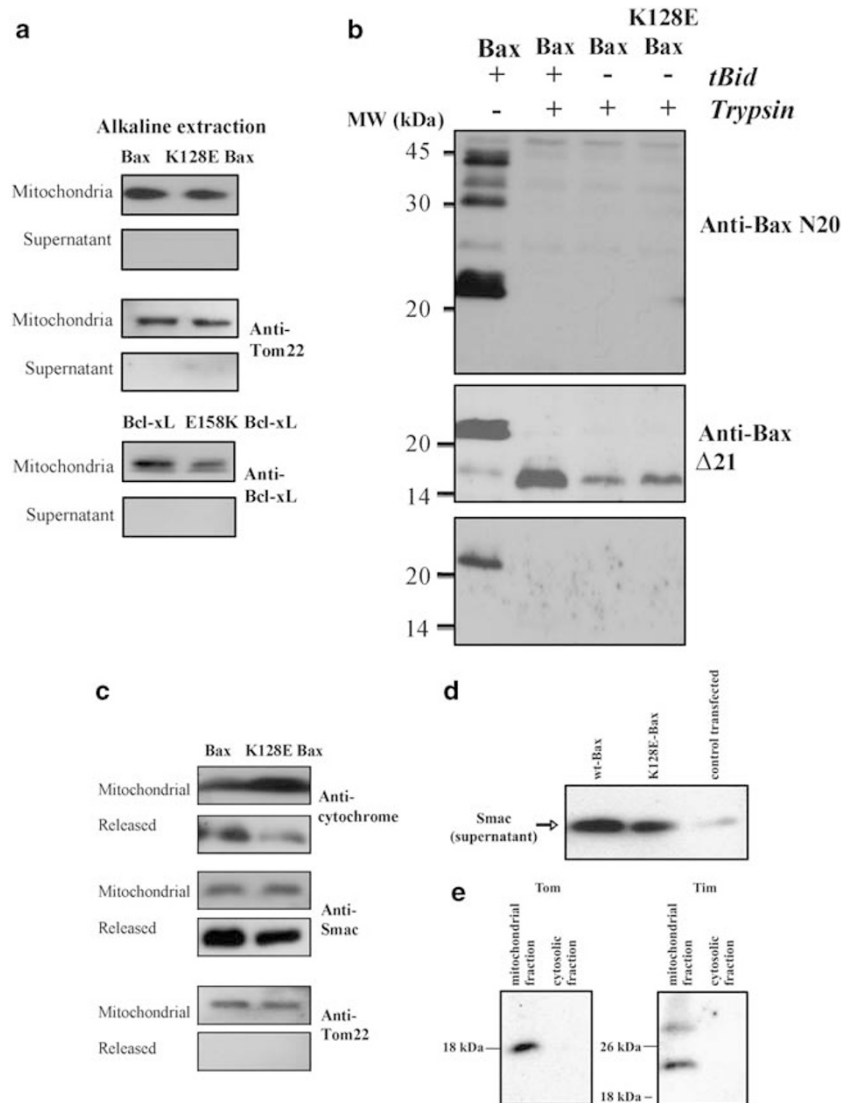 a
Alkaline extraction
Bax K128E Bax
Mitochondria
Supernatant
Mitochondria
Anti-
Tom22
Supernatant
Bcl-xL E158K Bcl-xL
Mitochondria
Anti-
Bcl-xL
Supernatant
b
K128E
Bax Bax Bax Bax
+ + - - tBid
- + + + Trypsin
MW (kDa)
45
30
20
Anti-Bax N20
20
14
Anti-Bax
Δ21
20
14
c
Bax K128E Bax
Mitochondrial
Anti-
cytochrome
Released
Mitochondrial
Anti-
Smac
Released
Mitochondrial
Anti-
Tom22
Released
d
wt-Bax
K128E-Bax
control transfected
Smac
(supernatant)
e
Tom
mitochondrial
fraction
cytosolic
fraction
18 kDa
Tim
mitochondrial
fraction
cytosolic
fraction
26 kDa
18 kDa